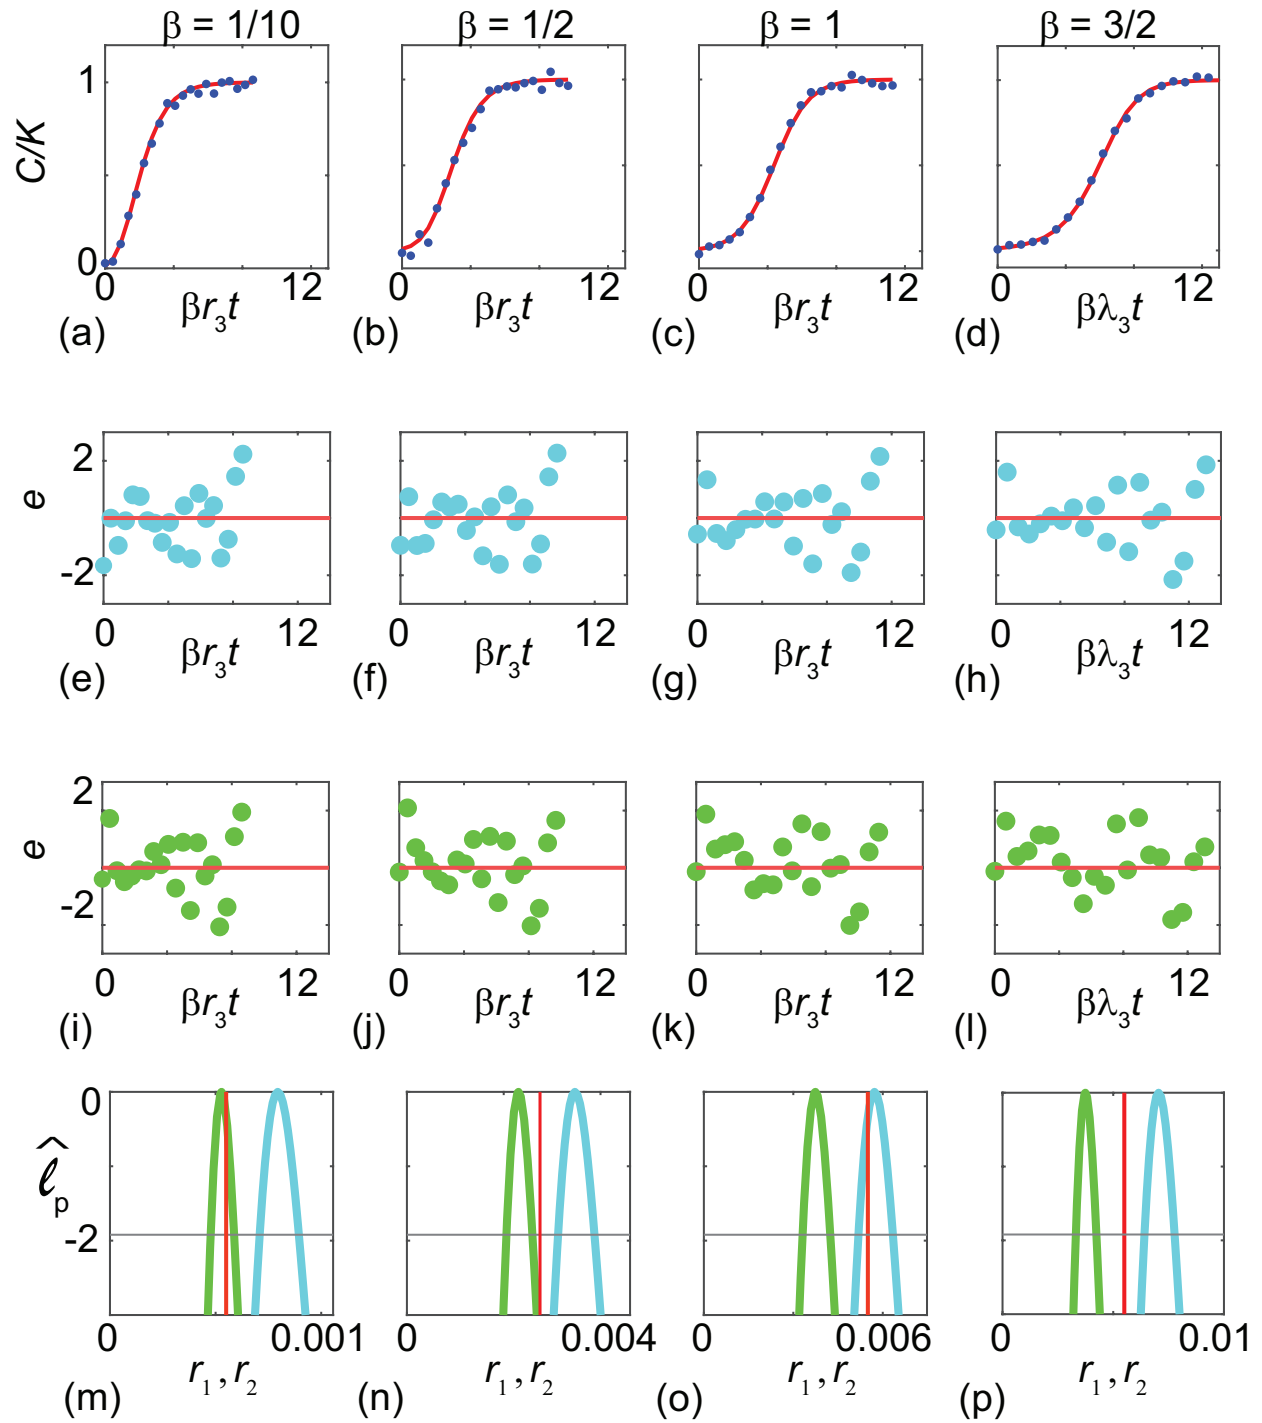 β = 1/10 β = 1/2 β = 1 β = 3/2
C/K
1
0
0 12 0 12 0 12 0 12
βr₃t βr₃t βr₃t βλ₃t
(a) (b) (c) (d)
e
2
-2
0 12 0 12 0 12 0 12
βr₃t βr₃t βr₃t βλ₃t
(e) (f) (g) (h)
e
2
-2
0 12 0 12 0 12 0 12
βr₃t βr₃t βr₃t βλ₃t
(i) (j) (k) (l)
0
ℓ̂ₚ
-2
0 0.001 0 0.004 0 0.006 0 0.01
r₁, r₂ r₁, r₂ r₁, r₂ r₁, r₂
(m) (n) (o) (p)